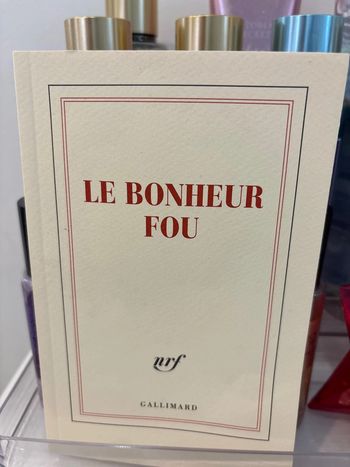 LE BONHEUR
FOU
nrf
GALLIMARD